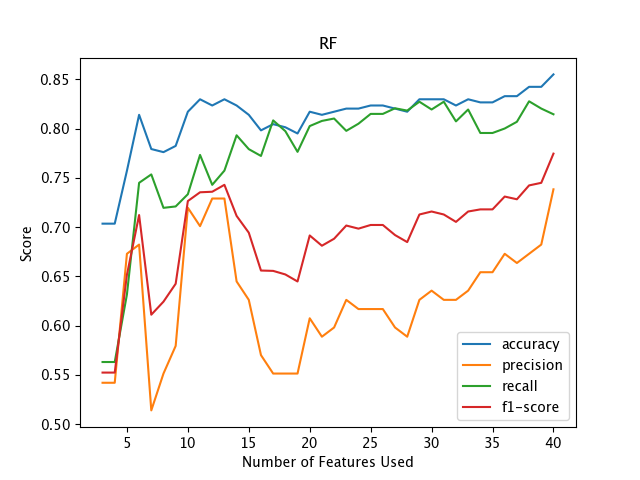 RF
Score
0.85
0.80
0.75
0.70
0.65
0.60
0.55
0.50
5 10 15 20 25 30 35 40
Number of Features Used
accuracy
precision
recall
f1-score